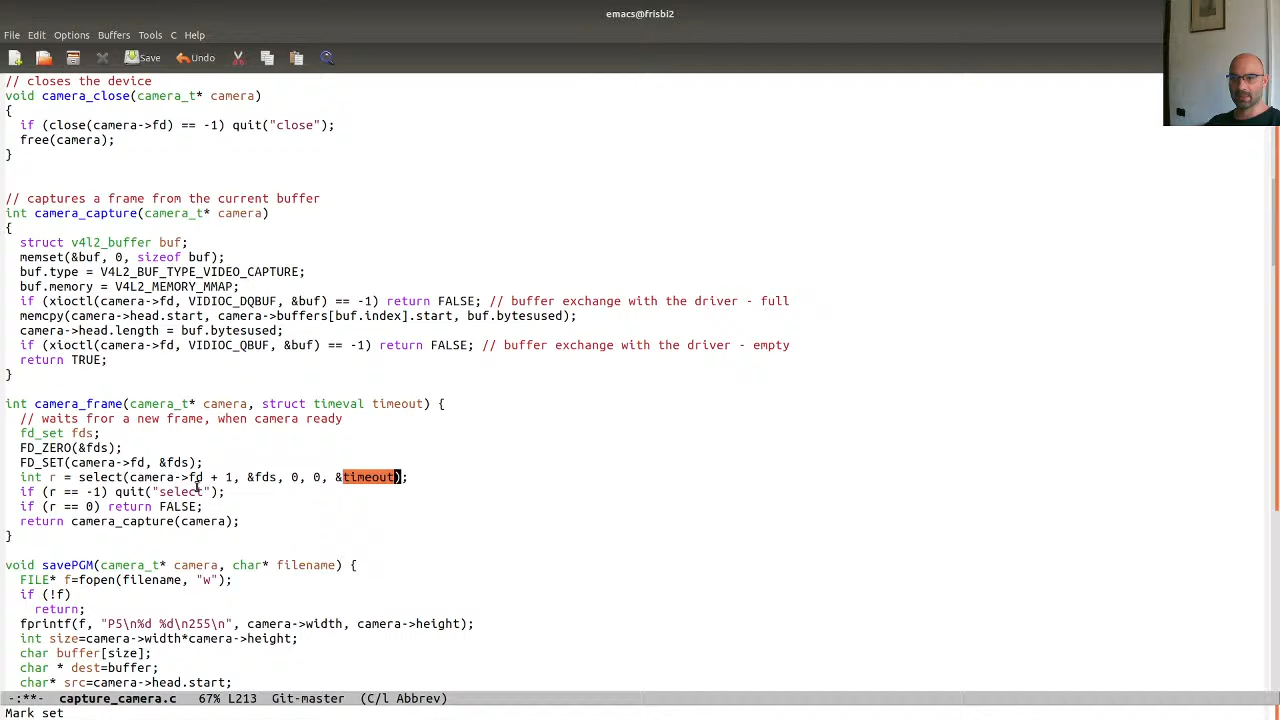 emacs@frisbi2
File Edit Options Buffers Tools C Help
Save Undo
// closes the device
void camera_close(camera_t* camera)
{
if (close(camera->fd) == -1) quit("close");
free(camera);
}
// captures a frame from the current buffer
int camera_capture(camera_t* camera)
{
struct v4l2_buffer buf;
memset(&buf, 0, sizeof buf);
buf.type = V4L2_BUF_TYPE_VIDEO_CAPTURE;
buf.memory = V4L2_MEMORY_MMAP;
if (xioctl(camera->fd, VIDIOC_DQBUF, &buf) == -1) return FALSE; // buffer exchange with the driver - full
memcpy(camera->head.start, camera->buffers[buf.index].start, buf.bytesused);
camera->head.length = buf.bytesused;
if (xioctl(camera->fd, VIDIOC_QBUF, &buf) == -1) return FALSE; // buffer exchange with the driver - empty
return TRUE;
}
int camera_frame(camera_t* camera, struct timeval timeout) {
// waits fror a new frame, when camera ready
fd_set fds;
FD_ZERO(&fds);
FD_SET(camera->fd, &fds);
int r = select(camera->fd + 1, &fds, 0, 0, &timeout);
if (r == -1) quit("select");
if (r == 0) return FALSE;
return camera_capture(camera);
}
void savePGM(camera_t* camera, char* filename) {
FILE* f=fopen(filename, "w");
if (!f)
return;
fprintf(f, "P5\n%d %d\n255\n", camera->width, camera->height);
int size=camera->width*camera->height;
char buffer[size];
char * dest=buffer;
char* src=camera->head.start;
-:**- capture_camera.c 67% L213 Git-master (C/l Abbrev)
Mark set